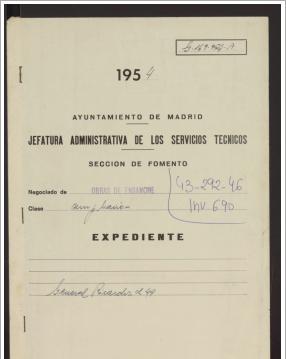 1954
AYUNTAMIENTO DE MADRID
JEFATURA ADMINISTRATIVA DE LOS SERVICIOS TECNICOS
SECCION DE FOMENTO
Negociado de OBRAS DE ENSANCHE
43-292-46
Clase
INV 690
EXPEDIENTE
General